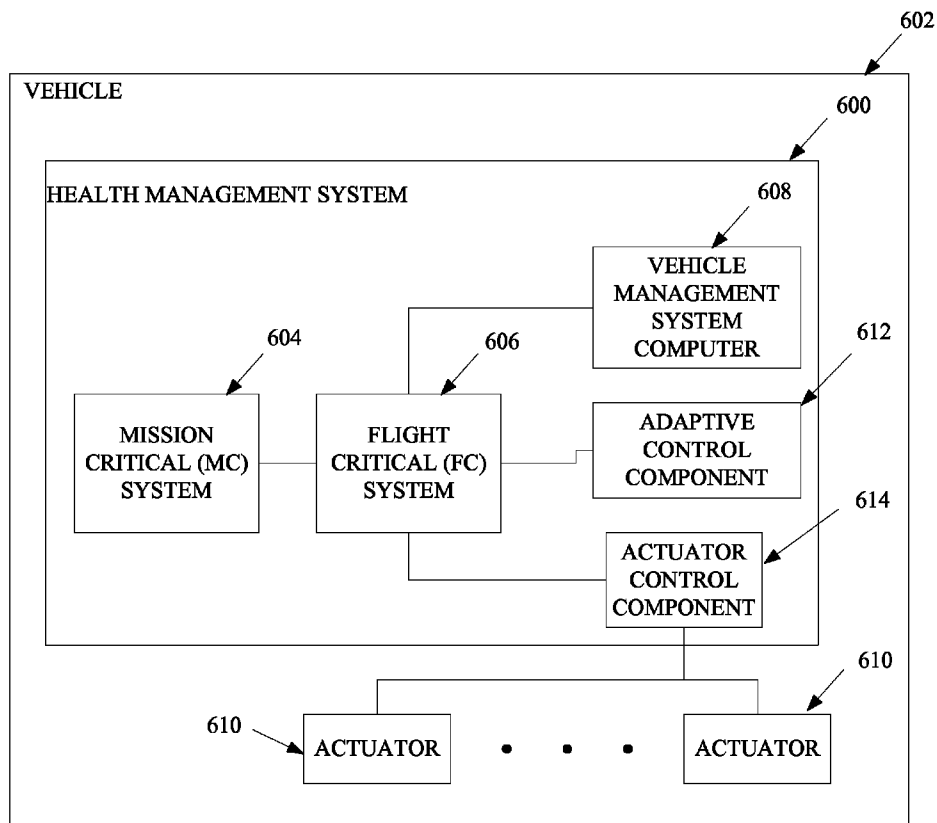 602
VEHICLE
600
HEALTH MANAGEMENT SYSTEM
608
VEHICLE
MANAGEMENT
SYSTEM
COMPUTER
604
606
612
MISSION
CRITICAL (MC)
SYSTEM
FLIGHT
CRITICAL (FC)
SYSTEM
ADAPTIVE
CONTROL
COMPONENT
614
ACTUATOR
CONTROL
COMPONENT
610
610
ACTUATOR
ACTUATOR